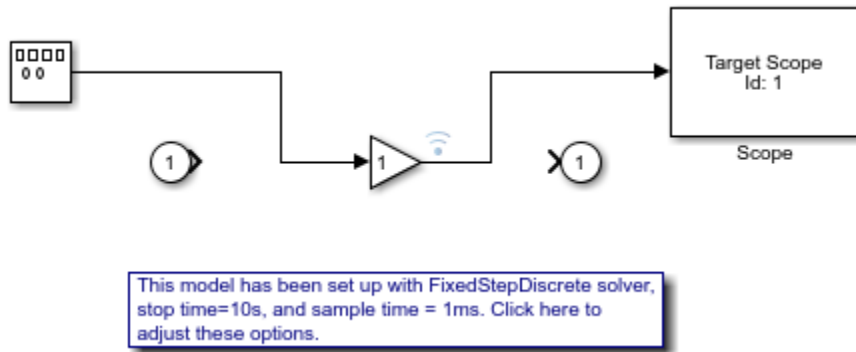 Target Scope
Id: 1
Scope
1
1
1
This model has been set up with FixedStepDiscrete solver,
stop time=10s, and sample time = 1ms. Click here to
adjust these options.